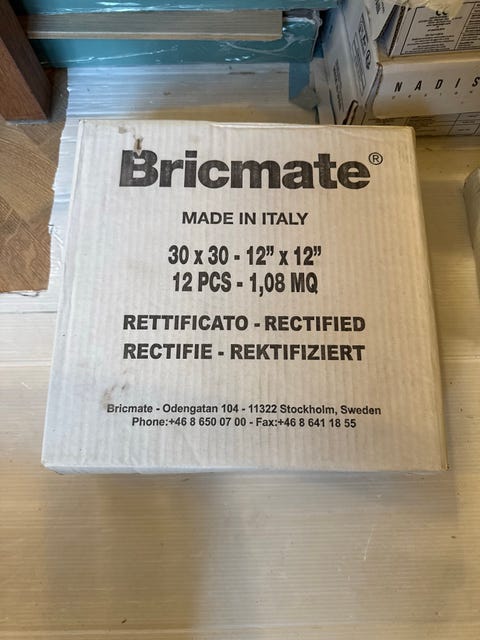 NADIS
Bricmate®
MADE IN ITALY
30 x 30 - 12” x 12”
12 PCS - 1,08 MQ
RETTIFICATO - RECTIFIED
RECTIFIE - REKTIFIZIERT
Bricmate - Odengatan 104 - 11322 Stockholm, Sweden
Phone:+46 8 650 07 00 - Fax:+46 8 641 18 55